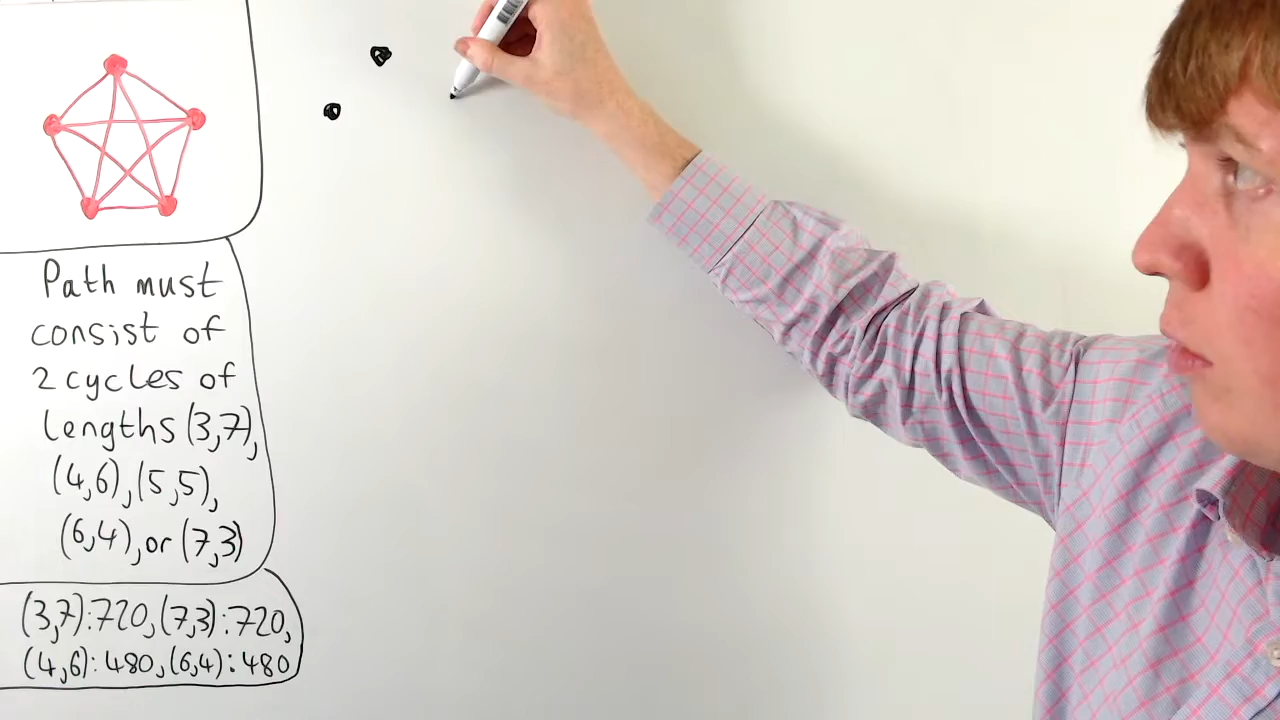 Path must
consist of
2 cycles of
lengths (3,7),
(4,6), (5,5),
(6,4), or (7,3)
(3,7):720, (7,3):720,
(4,6):480, (6,4):480